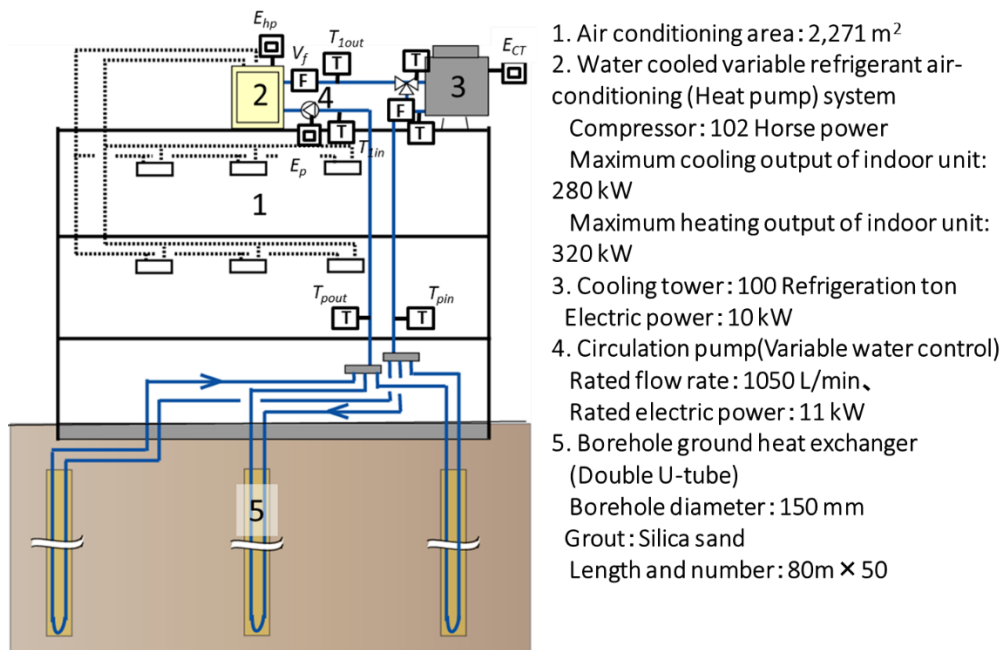 E_hp
V_f
T_1out
E_CT
F
T
T
2
4
3
F
T
T
T_1in
E_p
1
T_pout
T_pin
T
T
5
1. Air conditioning area : 2,271 m²
2. Water cooled variable refrigerant air-
conditioning (Heat pump) system
Compressor : 102 Horse power
Maximum cooling output of indoor unit:
280 kW
Maximum heating output of indoor unit:
320 kW
3. Cooling tower : 100 Refrigeration ton
Electric power : 10 kW
4. Circulation pump(Variable water control)
Rated flow rate : 1050 L/min、
Rated electric power : 11 kW
5. Borehole ground heat exchanger
(Double U-tube)
Borehole diameter : 150 mm
Grout : Silica sand
Length and number : 80m × 50